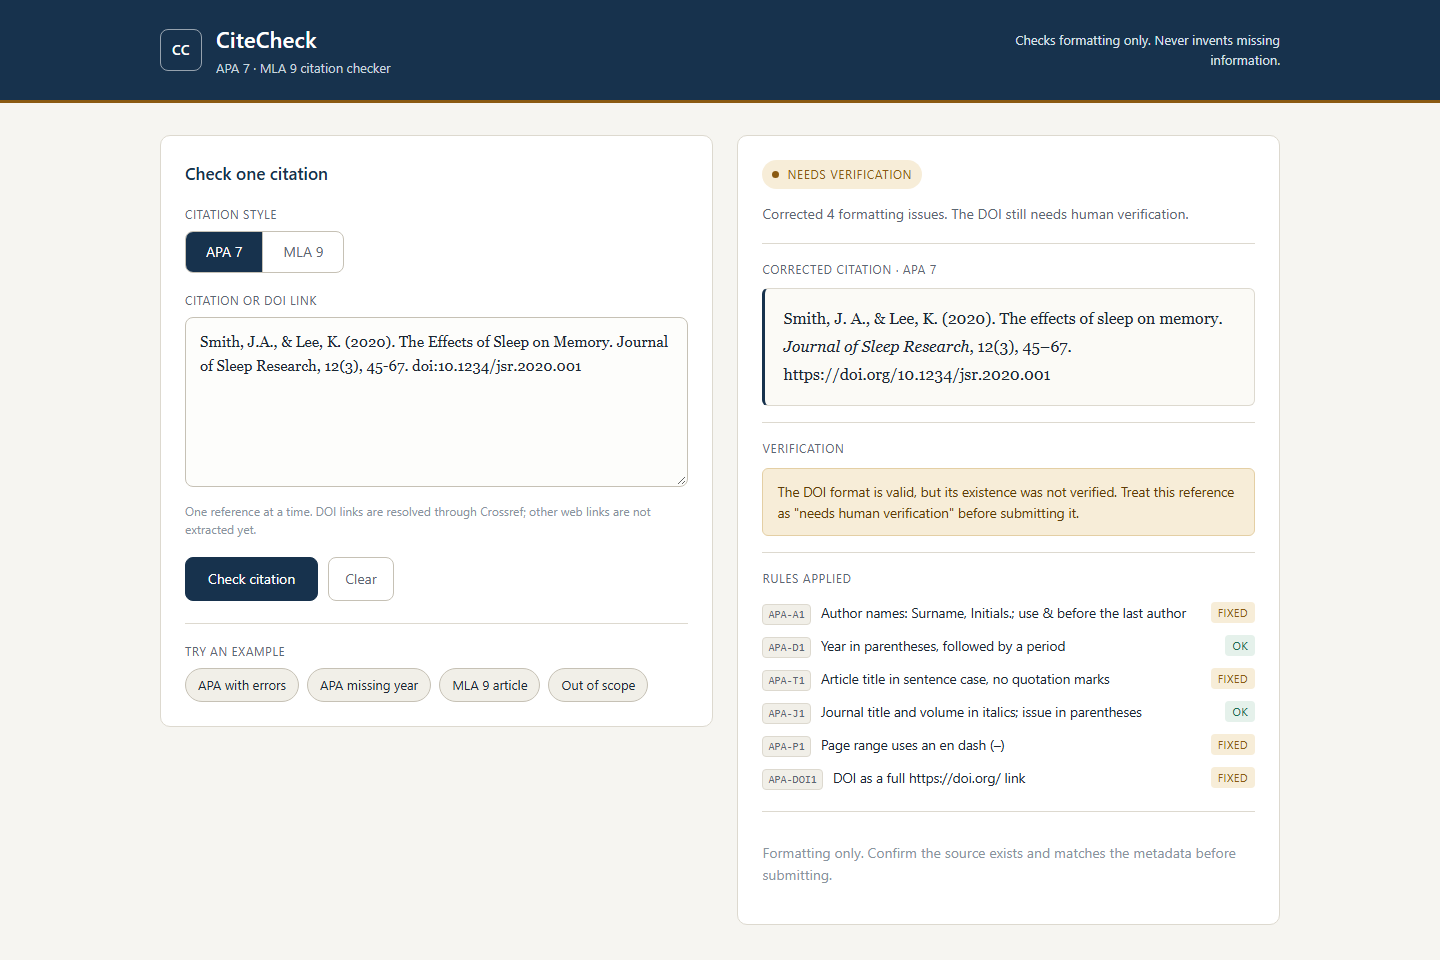 CC
CiteCheck
APA 7 · MLA 9 citation checker
Checks formatting only. Never invents missing
information.
Check one citation
CITATION STYLE
APA 7
MLA 9
CITATION OR DOI LINK
Smith, J.A., & Lee, K. (2020). The Effects of Sleep on Memory. Journal
of Sleep Research, 12(3), 45-67. doi:10.1234/jsr.2020.001
One reference at a time. DOI links are resolved through Crossref; other web links are not
extracted yet.
Check citation
Clear
TRY AN EXAMPLE
APA with errors
APA missing year
MLA 9 article
Out of scope
NEEDS VERIFICATION
Corrected 4 formatting issues. The DOI still needs human verification.
CORRECTED CITATION · APA 7
Smith, J. A., & Lee, K. (2020). The effects of sleep on memory.
Journal of Sleep Research, 12(3), 45–67.
https://doi.org/10.1234/jsr.2020.001
VERIFICATION
The DOI format is valid, but its existence was not verified. Treat this reference
as "needs human verification" before submitting it.
RULES APPLIED
APA-A1 Author names: Surname, Initials.; use & before the last author FIXED
APA-D1 Year in parentheses, followed by a period OK
APA-T1 Article title in sentence case, no quotation marks FIXED
APA-J1 Journal title and volume in italics; issue in parentheses OK
APA-P1 Page range uses an en dash (–) FIXED
APA-DOI1 DOI as a full https://doi.org/ link FIXED
Formatting only. Confirm the source exists and matches the metadata before
submitting.